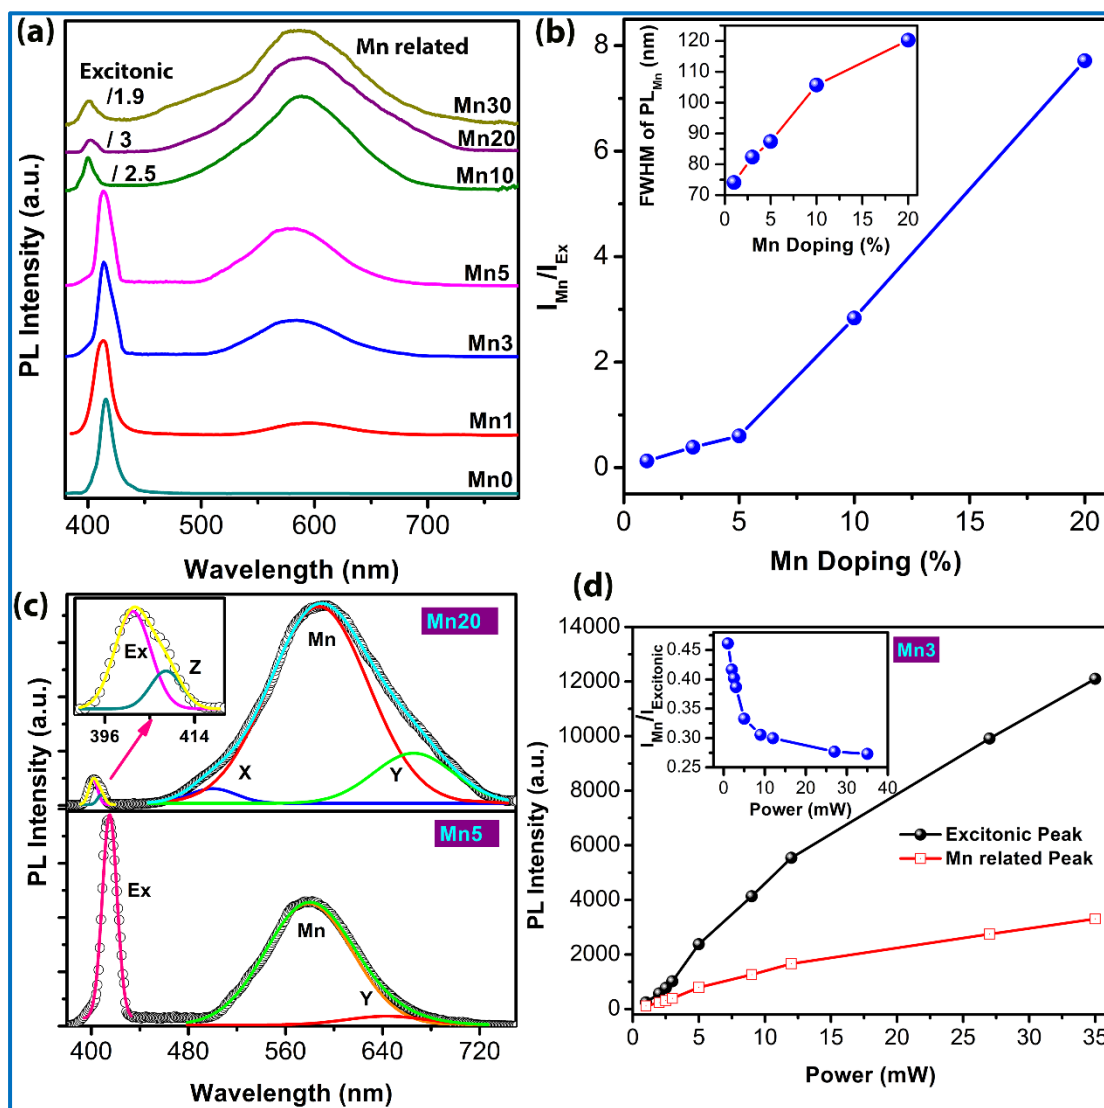 (a)
Excitonic
Mn related
/1.9
/ 3
/ 2.5
Mn30
Mn20
Mn10
Mn5
Mn3
Mn1
Mn0
PL Intensity (a.u.)
400 500 600 700
Wavelength (nm)
(b)
8
6
4
2
0
I_Mn/I_Ex
0 5 10 15 20
Mn Doping (%)
120
110
100
90
80
70
FWHM of PL_Mn (nm)
0 5 10 15 20
Mn Doping (%)
(c)
Mn20
Ex
Z
396 414
Mn
X
Y
Mn5
Ex
Mn
Y
PL Intensity (a.u.)
PL Intensity (a.u.)
400 480 560 640 720
Wavelength (nm)
(d)
14000
12000
10000
8000
6000
4000
2000
0
PL Intensity (a.u.)
0 5 10 15 20 25 30 35
Power (mW)
Mn3
0.45
0.40
0.35
0.30
0.25
I_Mn/I_Excitonic
0 10 20 30 40
Power (mW)
Excitonic Peak
Mn related Peak